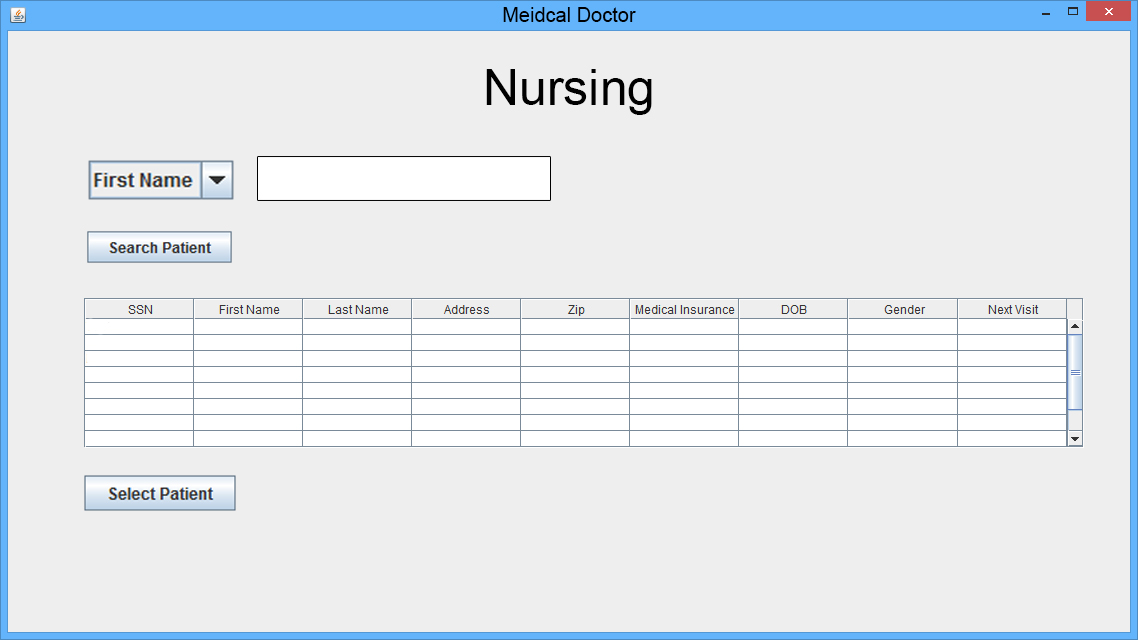 Meidcal Doctor
Nursing
First Name
Search Patient
SSN First Name Last Name Address Zip Medical Insurance DOB Gender Next Visit
Select Patient